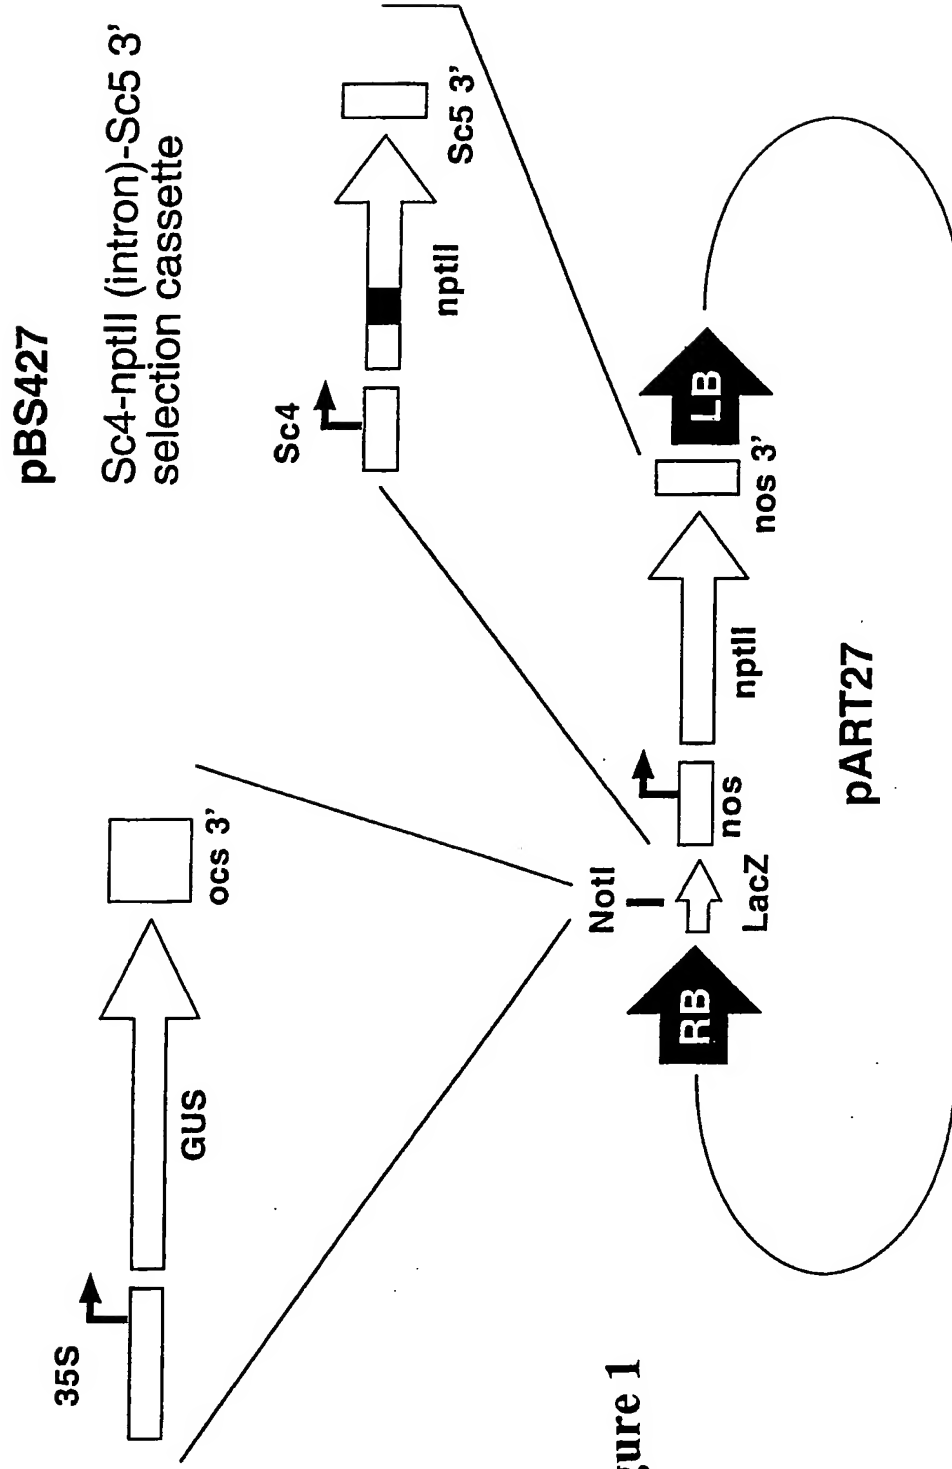 pBS427
Sc4-nptII (intron)-Sc5 3'
selection cassette
35S
GUS
ocs 3'
Sc4
nptII
Sc5 3'
NotI
RB
LacZ
nos
nptII
nos 3'
LB
pART27
gure 1